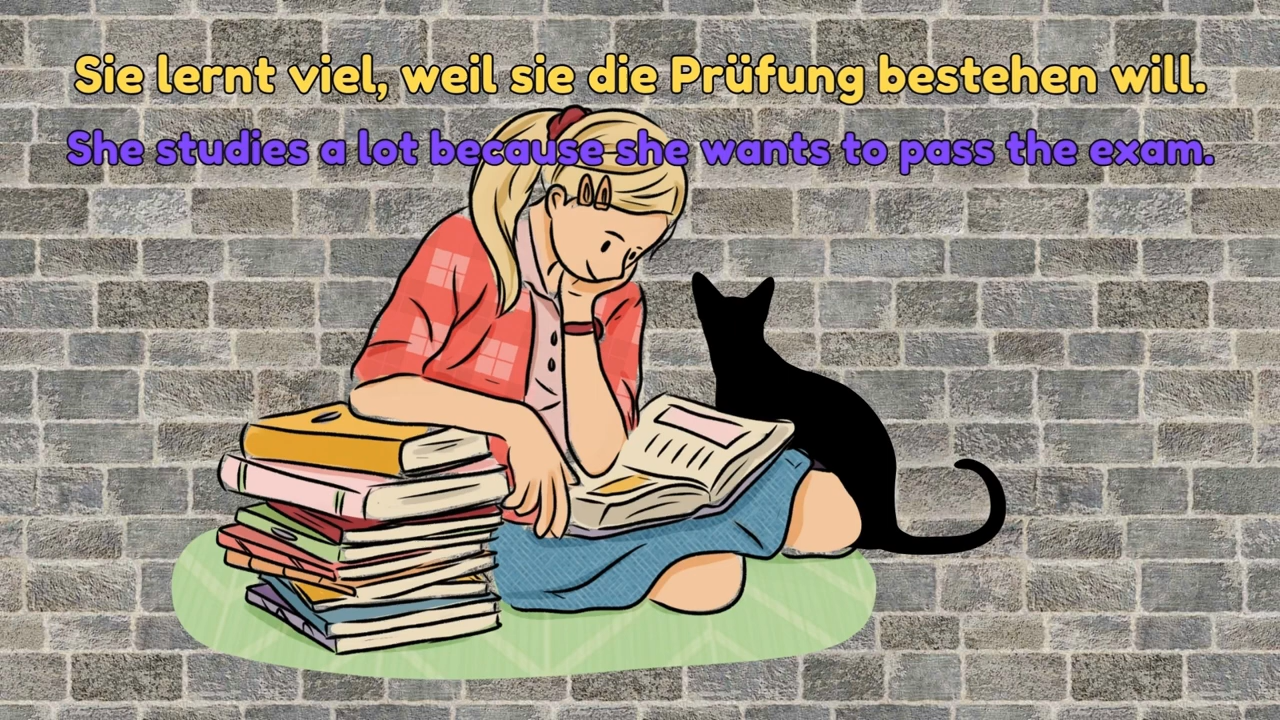 Sie lernt viel, weil sie die Prüfung bestehen will.
She studies a lot because she wants to pass the exam.